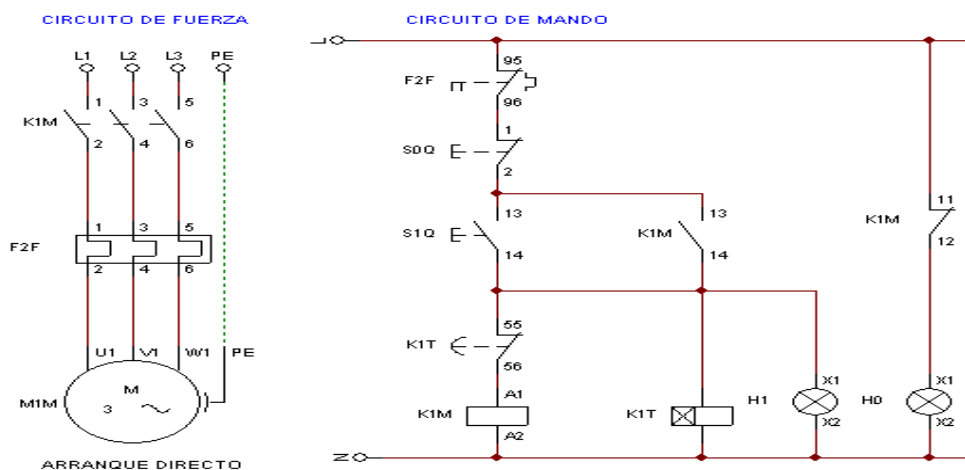 CIRCUITO DE FUERZA
L1 L2 L3 PE
1 3 5
K1M
2 4 6
1 3 5
F2F
2 4 6
U1 V1 W1 PE
M1M
M
3
ARRANQUE DIRECTO
CIRCUITO DE MANDO
L
95
F2F
96
1
S0Q
2
13
S1Q
14
13
K1M
14
11
K1M
12
55
K1T
56
A1
K1M
A2
K1T
H1
X1
X2
H0
X1
X2
N